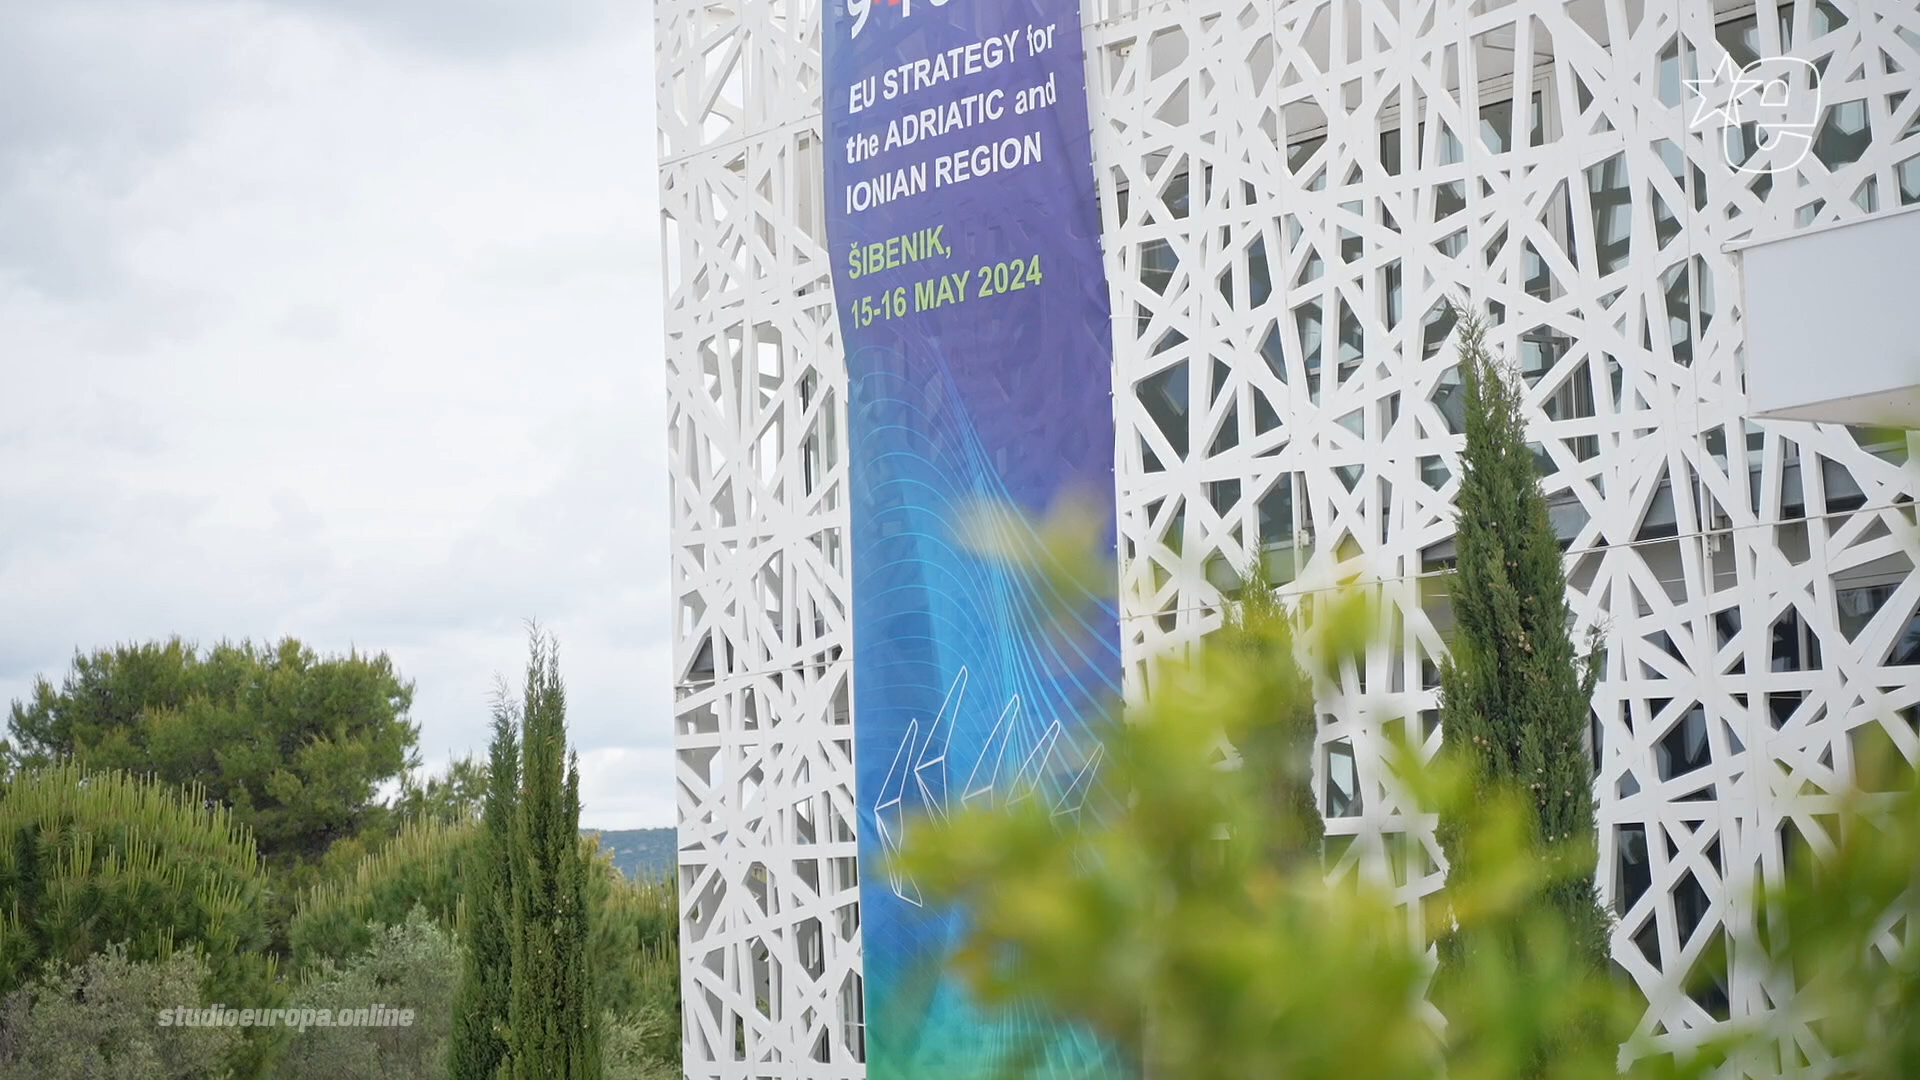 EU STRATEGY for
the ADRIATIC and
IONIAN REGION
ŠIBENIK,
15-16 MAY 2024
e
studioeuropa.online